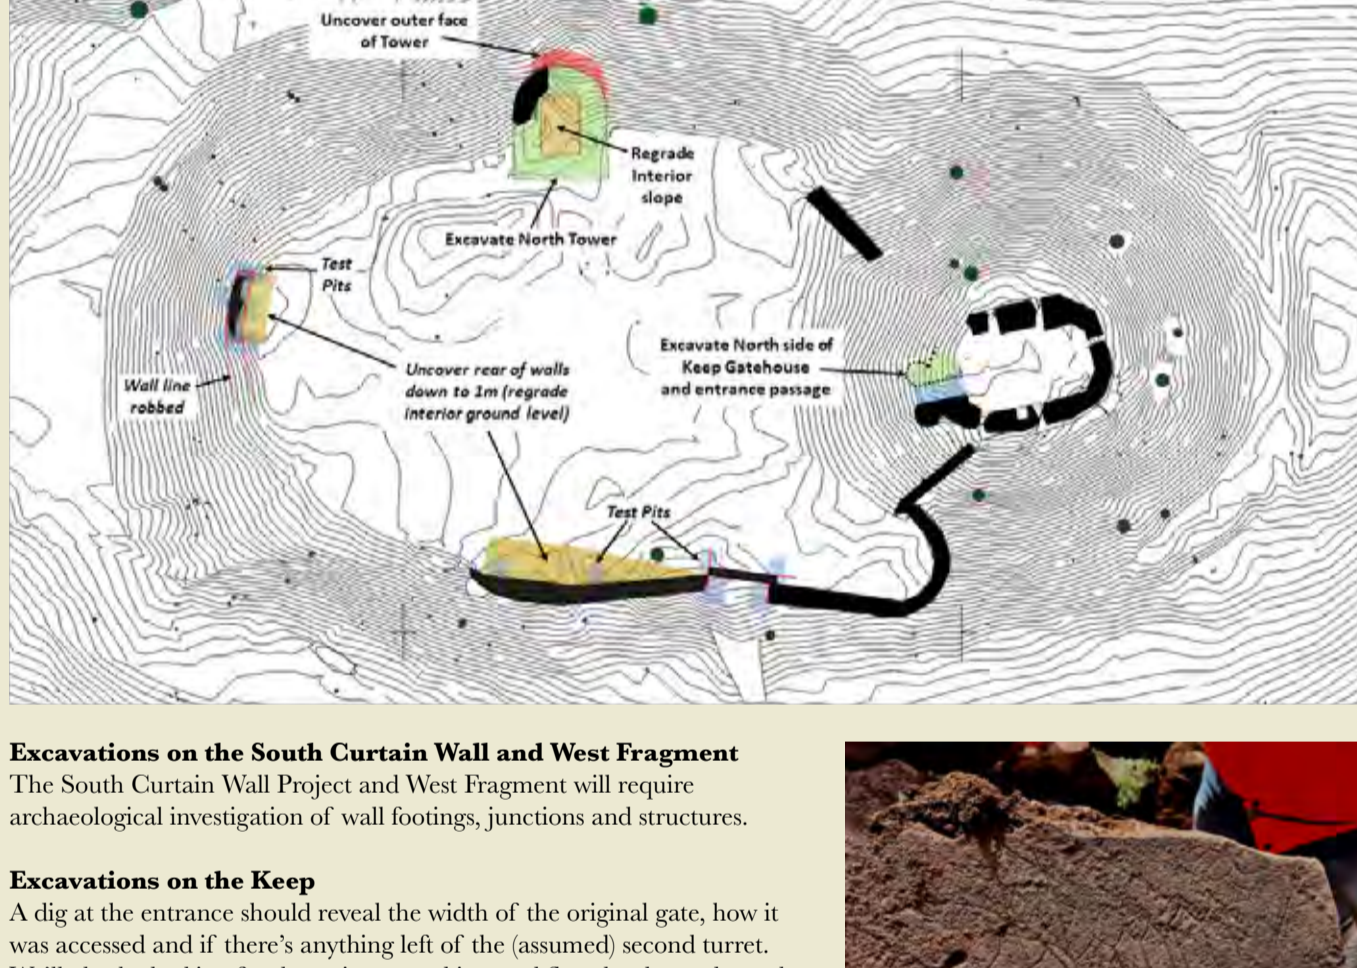 Uncover outer face
of Tower
Regrade
Interior
slope
Excavate North Tower
Test
Pits
Excavate North side of
Keep Gatehouse
and entrance passage
Uncover rear of walls
down to 1m (regrade
interior ground level)
Wall line
robbed
Test Pits
Excavations on the South Curtain Wall and West Fragment
The South Curtain Wall Project and West Fragment will require
archaeological investigation of wall footings, junctions and structures.
Excavations on the Keep
A dig at the entrance should reveal the width of the original gate, how it
was accessed and if there's anything left of the (assumed) second turret.